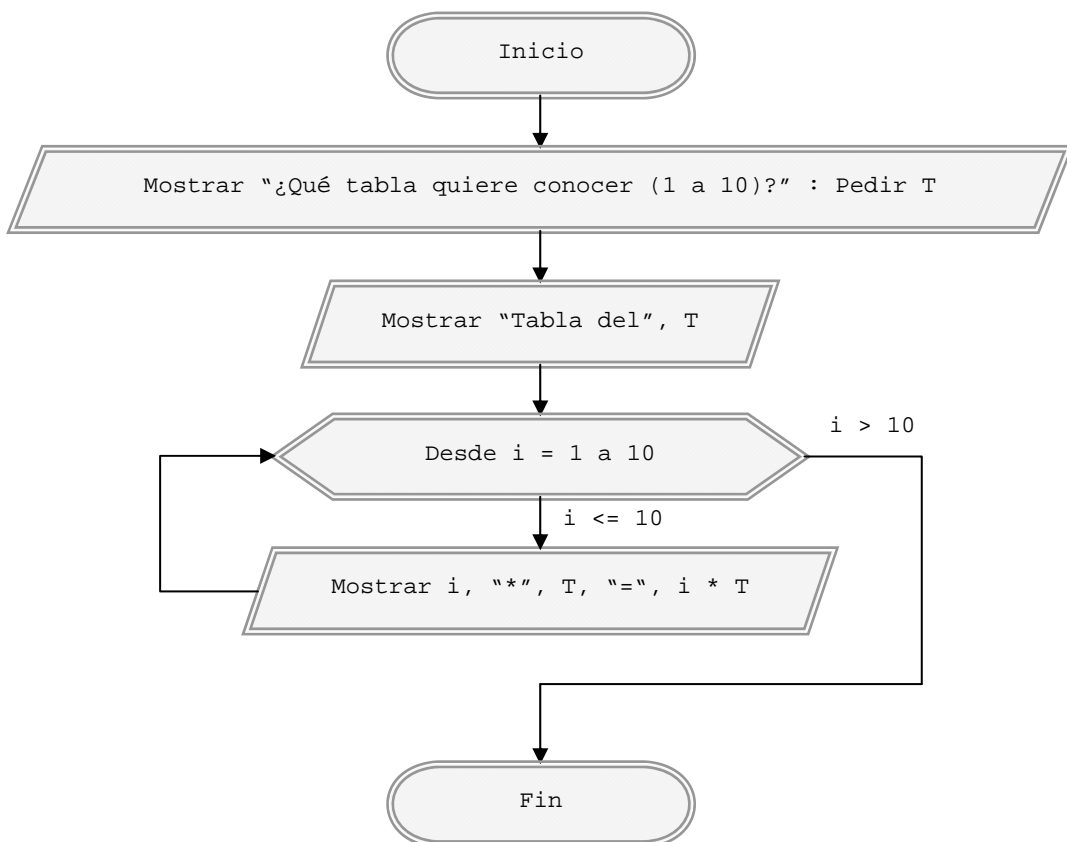 Inicio
Mostrar “¿Qué tabla quiere conocer (1 a 10)?” : Pedir T
Mostrar “Tabla del”, T
i > 10
Desde i = 1 a 10
i <= 10
Mostrar i, “*”, T, “=“, i * T
Fin